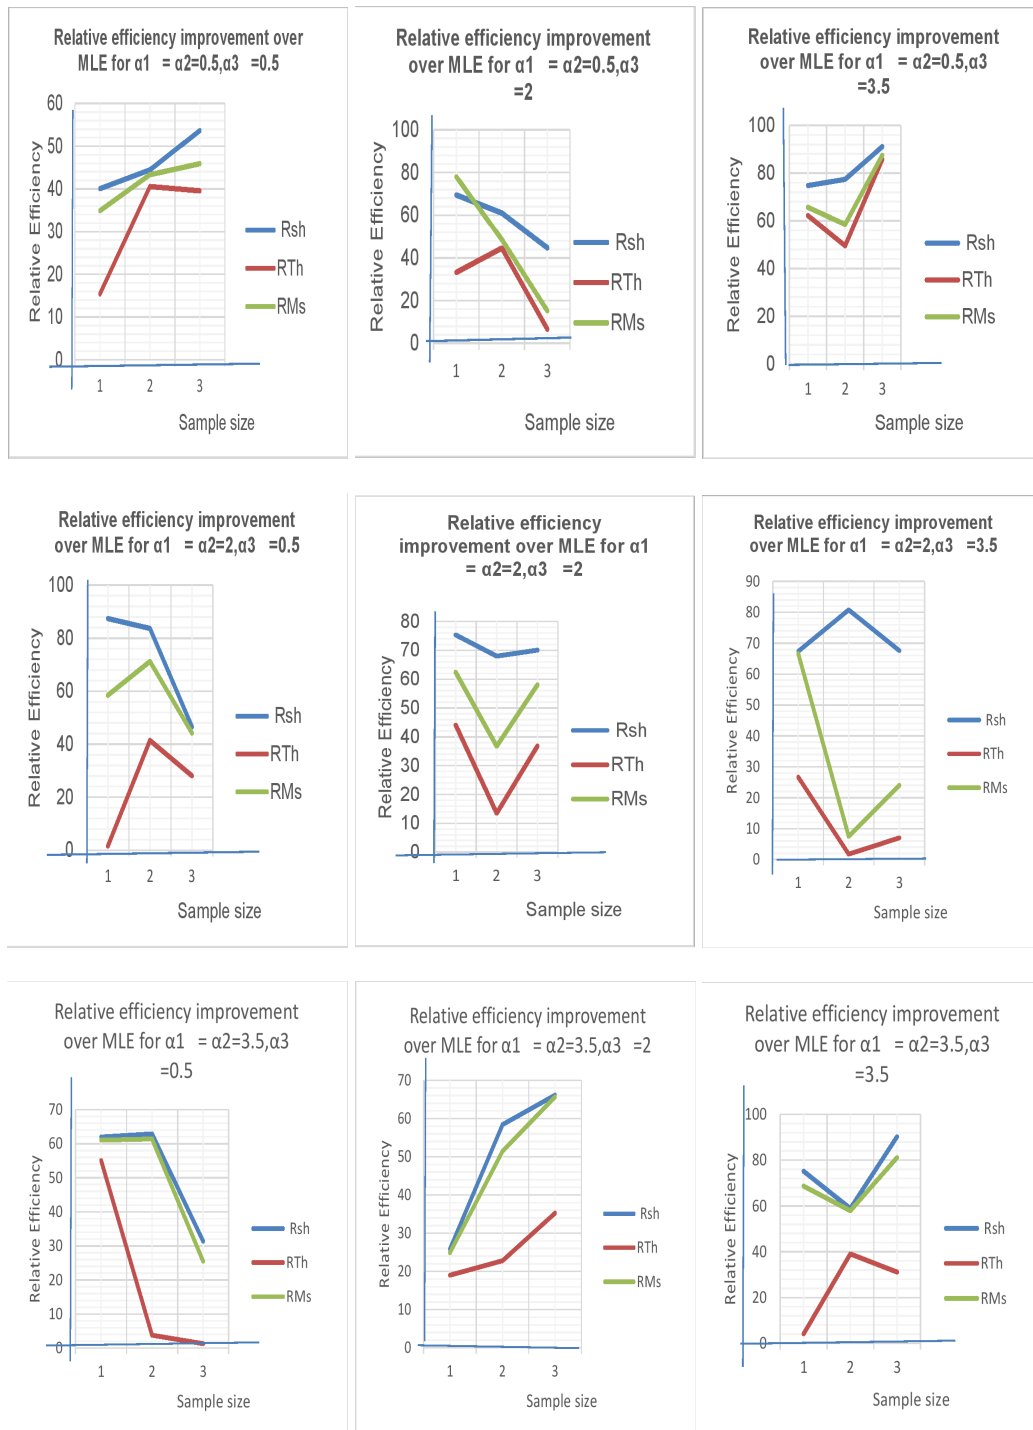 Relative efficiency improvement over
MLE for α1 = α2=0.5,α3 =0.5
60
50
40
30
20
10
0
Relative Efficiency
1 2 3
Sample size
Rsh
RTh
RMs
Relative efficiency improvement
over MLE for α1 = α2=0.5,α3
=2
100
80
60
40
20
0
Relative Efficiency
1 2 3
Sample size
Rsh
RTh
RMs
Relative efficiency improvement
over MLE for α1 = α2=0.5,α3
=3.5
100
80
60
40
20
0
Relative Efficiency
1 2 3
Sample size
Rsh
RTh
RMs
Relative efficiency improvement
over MLE for α1 = α2=2,α3 =0.5
100
80
60
40
20
0
Relative Efficiency
1 2 3
Sample size
Rsh
RTh
RMs
Relative efficiency
improvement over MLE for α1
= α2=2,α3 =2
80
70
60
50
40
30
20
10
0
Relative Efficiency
1 2 3
Sample size
Rsh
RTh
RMs
Relative efficiency improvement
over MLE for α1 = α2=2,α3 =3.5
90
80
70
60
50
40
30
20
10
0
Relative Efficiency
1 2 3
Sample size
Rsh
RTh
RMs
Relative efficiency improvement
over MLE for α1 = α2=3.5,α3
=0.5
70
60
50
40
30
20
10
0
Relative Efficiency
1 2 3
Sample size
Rsh
RTh
RMs
Relative efficiency improvement
over MLE for α1 = α2=3.5,α3 =2
70
60
50
40
30
20
10
0
Relative Efficiency
1 2 3
Sample size
Rsh
RTh
RMs
Relative efficiency improvement
over MLE for α1 = α2=3.5,α3
=3.5
100
80
60
40
20
0
Relative Efficiency
1 2 3
Sample size
Rsh
RTh
RMs